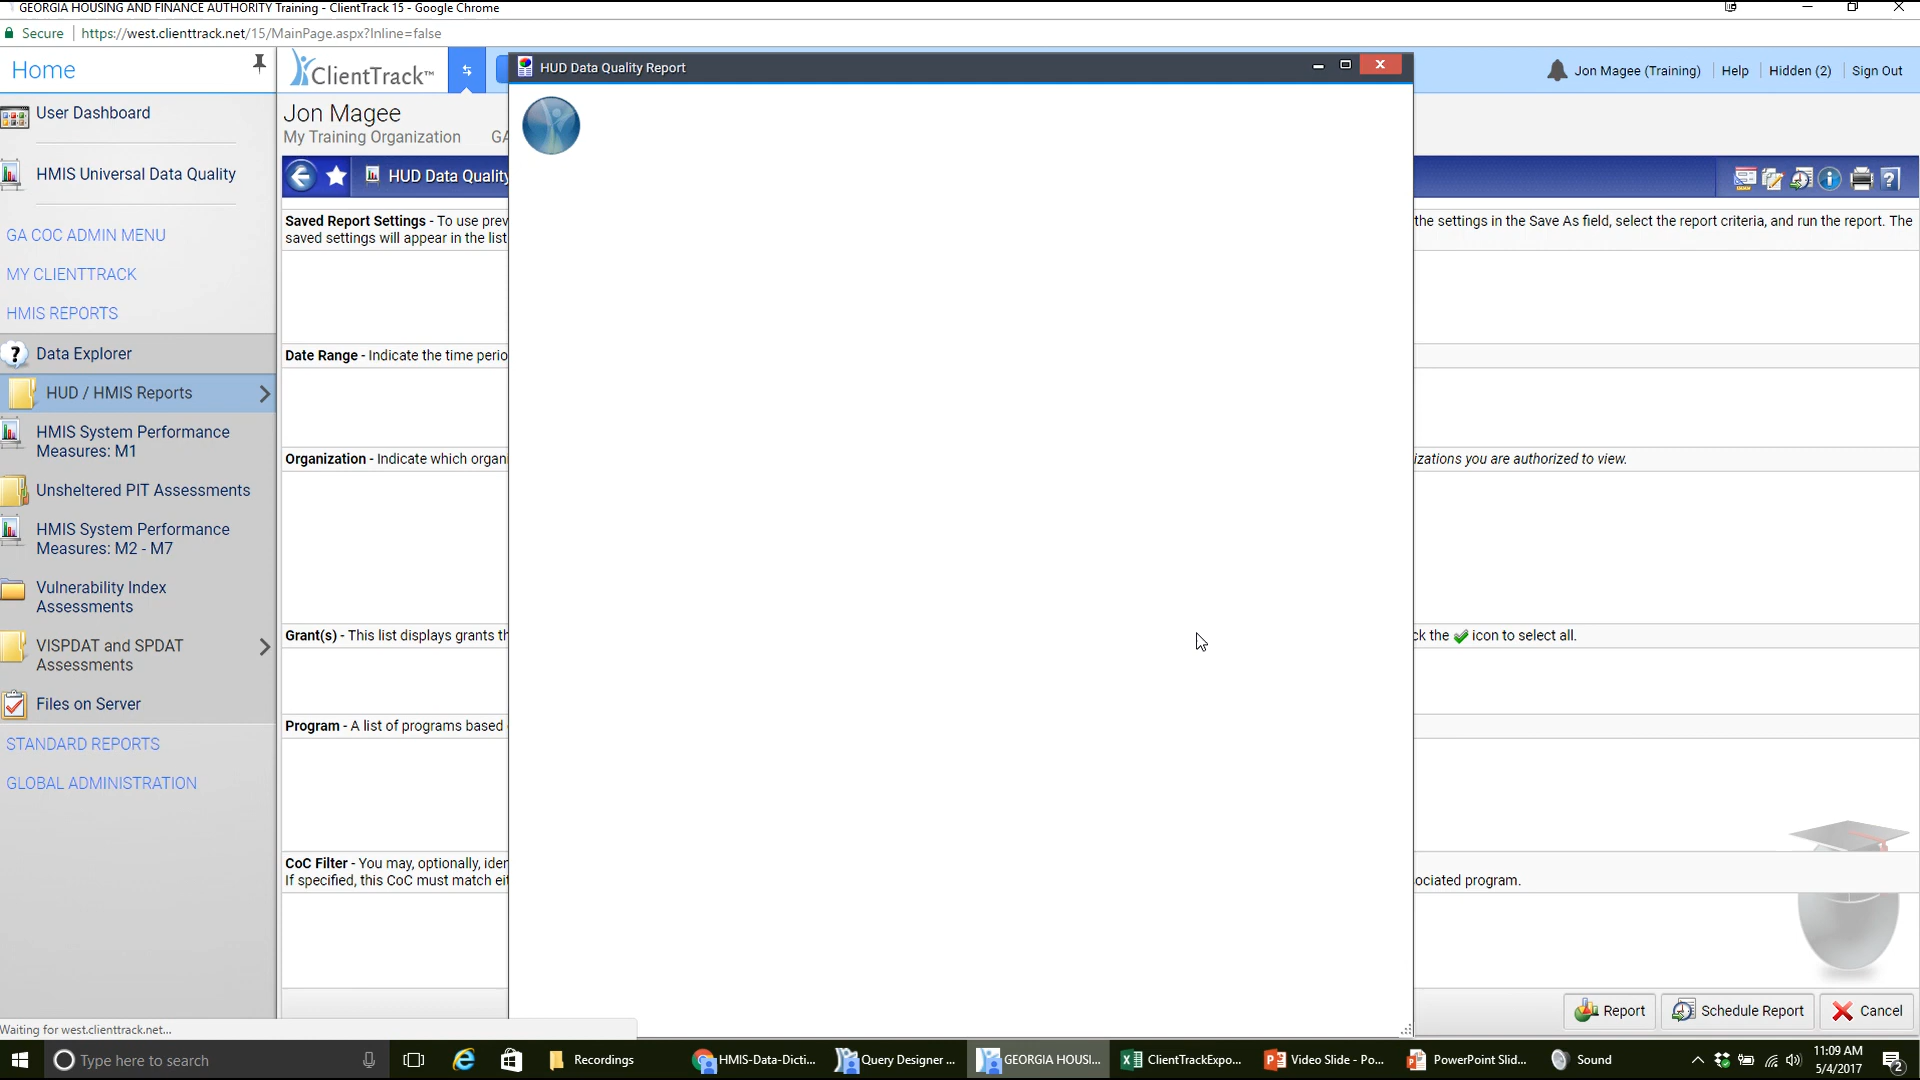 GEORGIA HOUSING AND FINANCE AUTHORITY Training - ClientTrack 15 - Google Chrome
Secure | https://west.clienttrack.net/15/MainPage.aspx?Inline=false
Home
ClientTrack™
HUD Data Quality Report
Jon Magee (Training)
Help
Hidden (2)
Sign Out
User Dashboard
HMIS Universal Data Quality
GA COC ADMIN MENU
MY CLIENTTRACK
HMIS REPORTS
Data Explorer
HUD / HMIS Reports
HMIS System Performance
Measures: M1
Unsheltered PIT Assessments
HMIS System Performance
Measures: M2 - M7
Vulnerability Index
Assessments
VISPDAT and SPDAT
Assessments
Files on Server
STANDARD REPORTS
GLOBAL ADMINISTRATION
Jon Magee
My Training Organization GA
HUD Data Quality
Saved Report Settings - To use prev the settings in the Save As field, select the report criteria, and run the report. The
saved settings will appear in the list
Date Range - Indicate the time perio
Organization - Indicate which organi izations you are authorized to view.
Grant(s) - This list displays grants th ck the icon to select all.
Program - A list of programs based
CoC Filter - You may, optionally, iden
If specified, this CoC must match eit ociated program.
Report
Schedule Report
Cancel
Waiting for west.clienttrack.net...
Type here to search
Recordings
HMIS-Data-Dicti...
Query Designer ...
GEORGIA HOUSI...
ClientTrackExpo...
Video Slide - Po...
PowerPoint Slid...
Sound
11:09 AM
5/4/2017
2